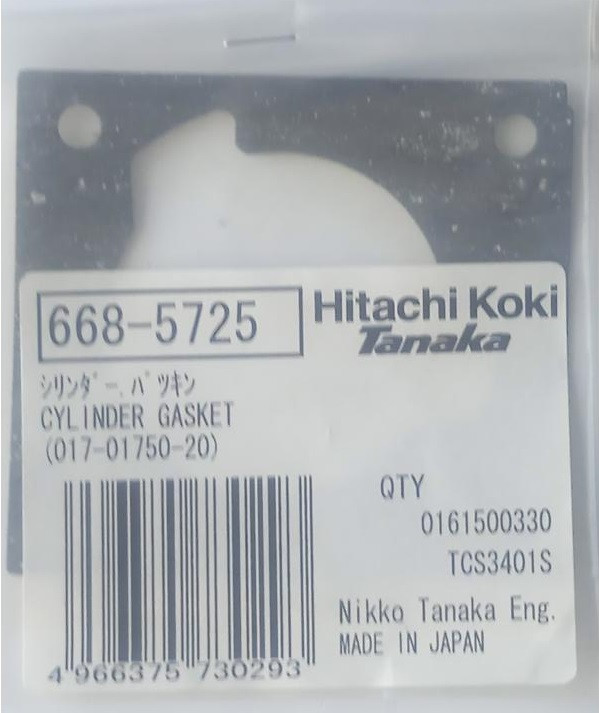 668-5725
Hitachi Koki
Tanaka
ｼﾘﾝﾀﾞｰ.ﾊﾟﾂｷﾝ
CYLINDER GASKET
(017-01750-20)
QTY
0161500330
TCS3401S
Nikko Tanaka Eng.
MADE IN JAPAN
4 966375 730293